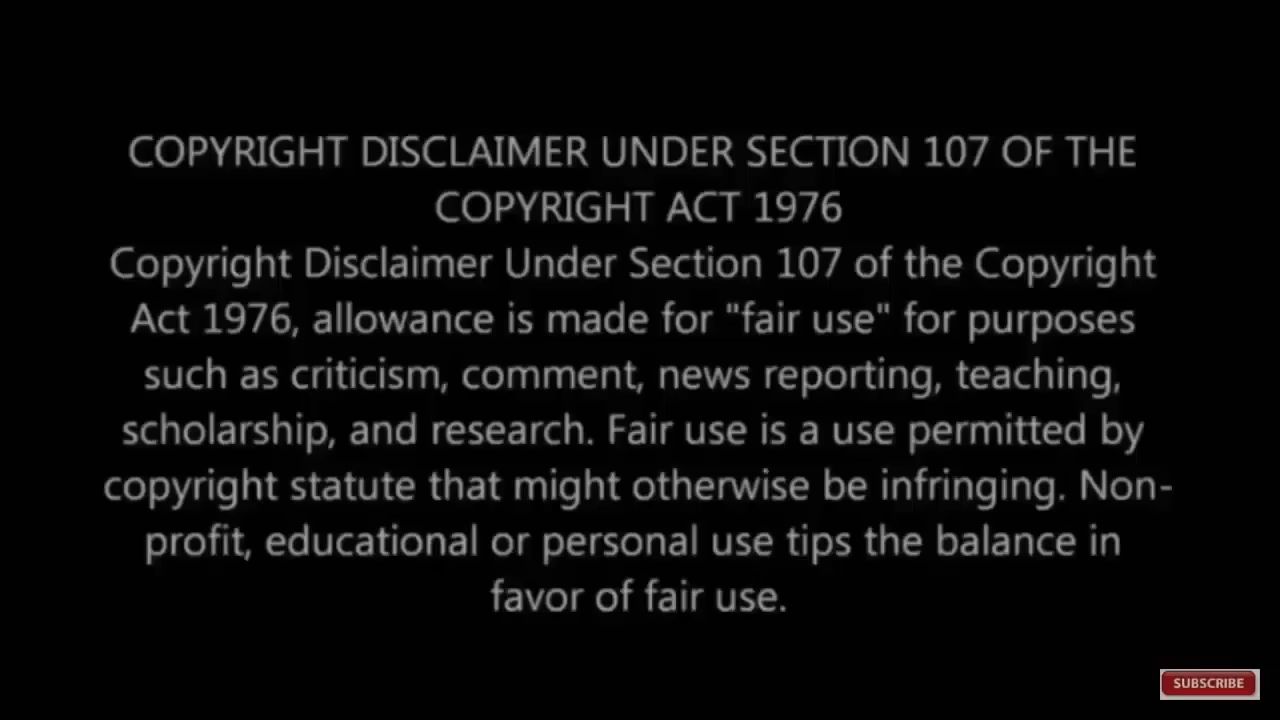 COPYRIGHT DISCLAIMER UNDER SECTION 107 OF THE
COPYRIGHT ACT 1976
Copyright Disclaimer Under Section 107 of the Copyright
Act 1976, allowance is made for "fair use" for purposes
such as criticism, comment, news reporting, teaching,
scholarship, and research. Fair use is a use permitted by
copyright statute that might otherwise be infringing. Non-
profit, educational or personal use tips the balance in
favor of fair use.
SUBSCRIBE